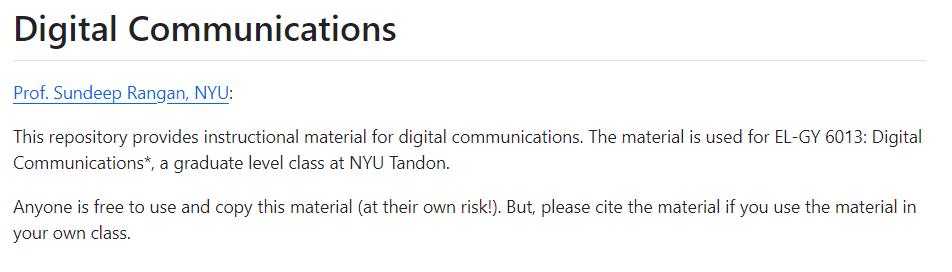 Digital Communications
Prof. Sundeep Rangan, NYU:
This repository provides instructional material for digital communications. The material is used for EL-GY 6013: Digital
Communications*, a graduate level class at NYU Tandon.
Anyone is free to use and copy this material (at their own risk!). But, please cite the material if you use the material in
your own class.